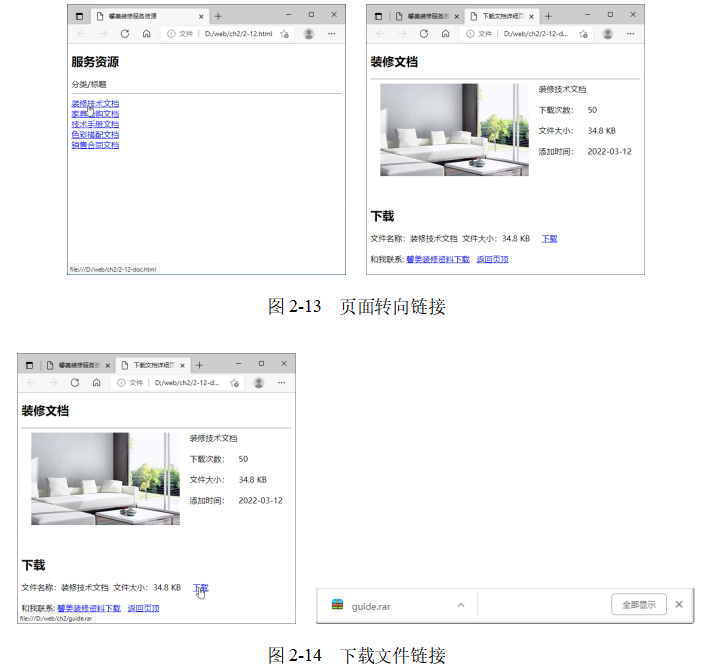 馨美装修服务资源
文件 D:/web/ch2/2-12.html
服务资源
分类/标题
装修技术文档
家具选购文档
技术手册文档
色彩搭配文档
销售合同文档
file:///D:/web/ch2/2-12-doc.html
馨美装修服务资 下载文档详细页
文件 D:/web/ch2/2-12-d...
装修文档
装修技术文档
下载次数： 50
文件大小： 34.8 KB
添加时间： 2022-03-12
下载
文件名称：装修技术文档 文件大小：34.8 KB 下载
和我联系: 馨美装修资料下载 返回页顶
图 2-13 页面转向链接
馨美装修服务资 下载文档详细页
文件 D:/web/ch2/2-12-d...
装修文档
装修技术文档
下载次数： 50
文件大小： 34.8 KB
添加时间： 2022-03-12
下载
文件名称：装修技术文档 文件大小：34.8 KB 下载
和我联系: 馨美装修资料下载 返回页顶
file:///D:/web/ch2/guide.rar
guide.rar 全部显示
图 2-14 下载文件链接